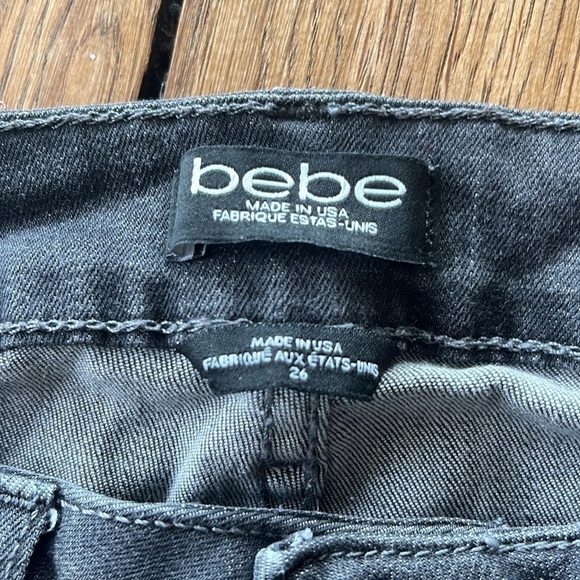 bebe
MADE IN USA
FABRIQUE ESTAS-UNIS
MADE IN USA
FABRIQUÉ AUX ÉTATS-UNIS
26